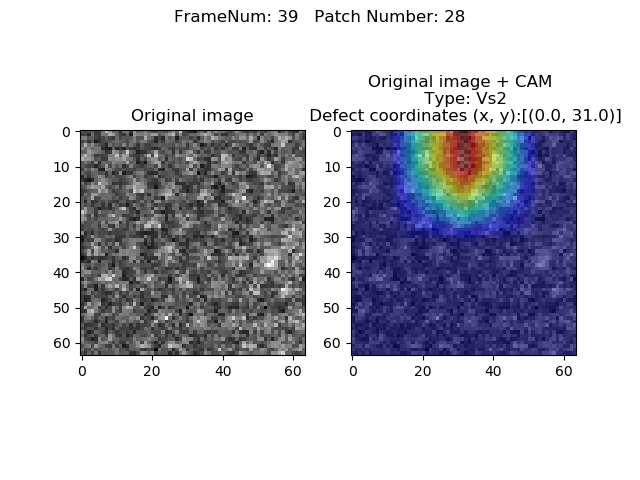 FrameNum: 39   Patch Number: 28
Original image
0
10
20
30
40
50
60
0 20 40 60
Original image + CAM
Type: Vs2
Defect coordinates (x, y):[(0.0, 31.0)]
0
10
20
30
40
50
60
0 20 40 60